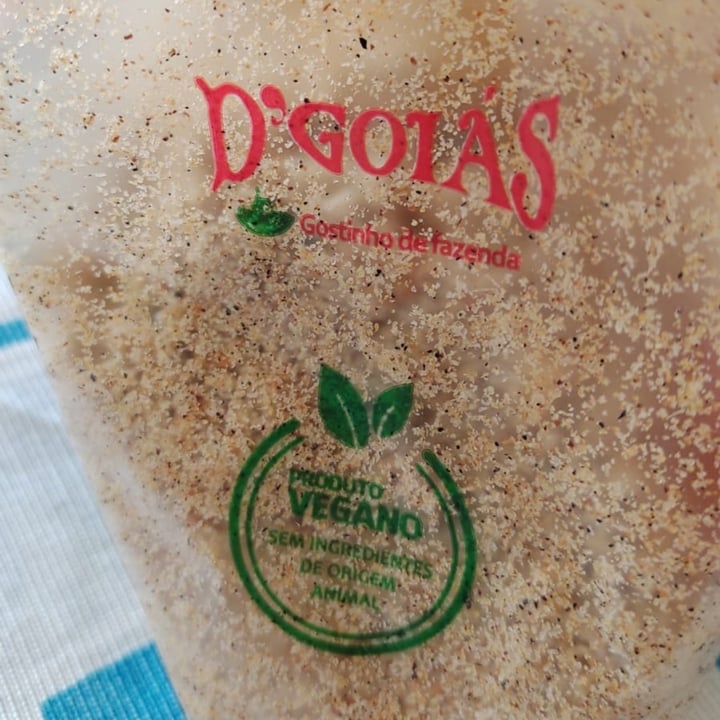 D'GOIÁS
Gostinho de fazenda
PRODUTO
VEGANO
SEM INGREDIENTES
DE ORIGEM
ANIMAL